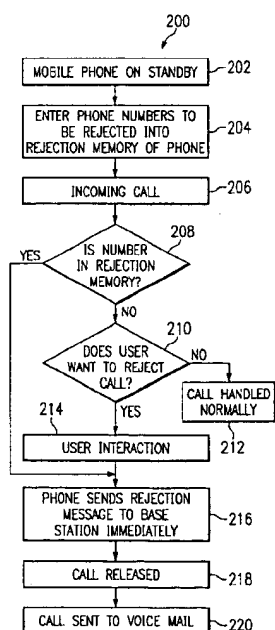 200
MOBILE PHONE ON STANDBY
202
ENTER PHONE NUMBERS TO
BE REJECTED INTO
REJECTION MEMORY OF PHONE
204
INCOMING CALL
206
208
YES
IS NUMBER
IN REJECTION
MEMORY?
NO
210
DOES USER
WANT TO REJECT
CALL?
NO
214
YES
CALL HANDLED
NORMALLY
212
USER INTERACTION
PHONE SENDS REJECTION
MESSAGE TO BASE
STATION IMMEDIATELY
216
CALL RELEASED
218
CALL SENT TO VOICE MAIL
220